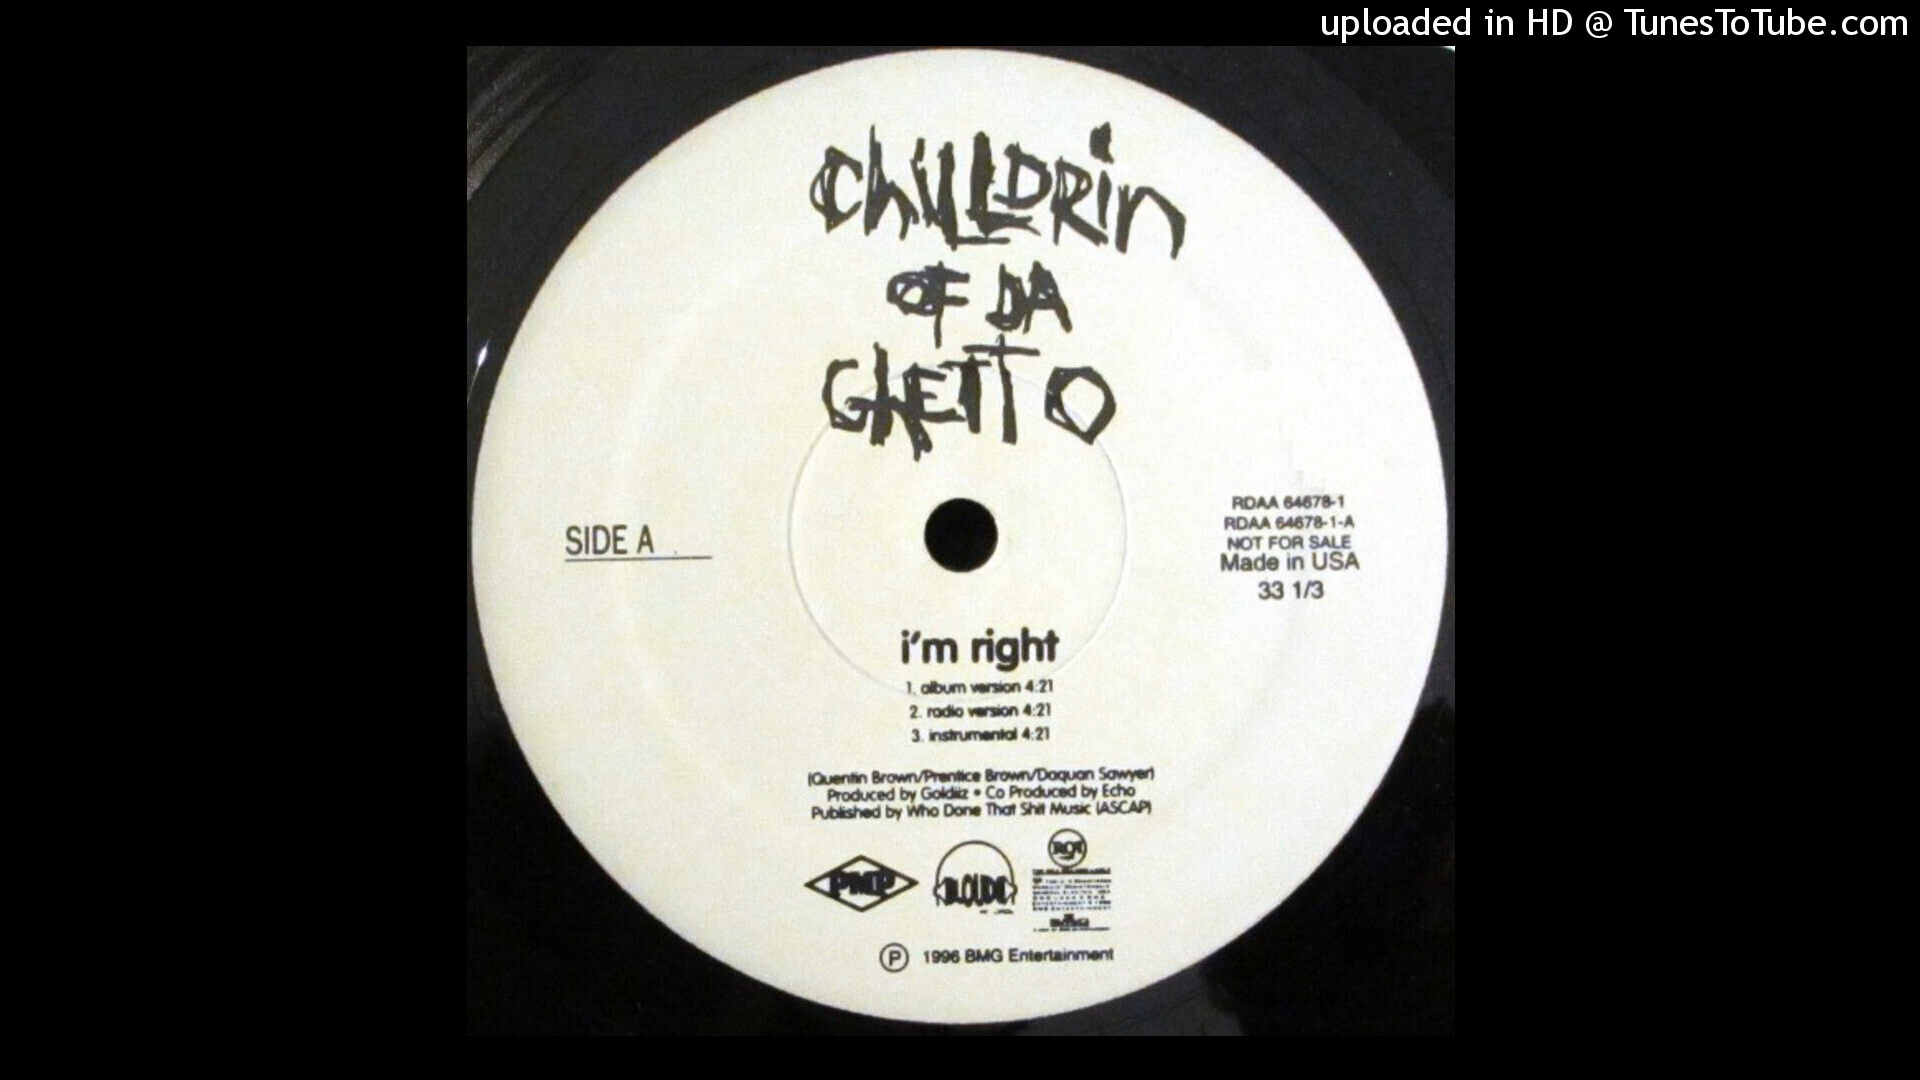 uploaded in HD @ TunesToTube.com
CHILLDRIN
OF DA
GHETTO
SIDE A
RDAA 64678-1
RDAA 64678-1-A
NOT FOR SALE
Made in USA
33 1/3
i'm right
1. album version 4:21
2. radio version 4:21
3. instrumental 4:21
(Quentin Brown/Prentice Brown/Daquan Sawyer)
Produced by Goldiiz • Co Produced by Echo
Published by Who Done That Shit Music (ASCAP)
PMP
LOUD
RCA
BMG
Ⓟ 1996 BMG Entertainment